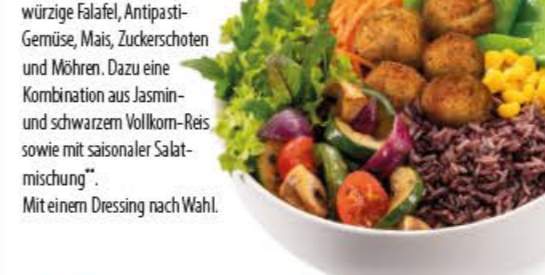 würzige Falafel, Antipasti-
Gemüse, Mais, Zuckerschoten
und Möhren. Dazu eine
Kombination aus Jasmin-
und schwarzem Vollkorn-Reis
sowie mit saisonaler Salat-
mischung**.
Mit einem Dressing nach Wahl.